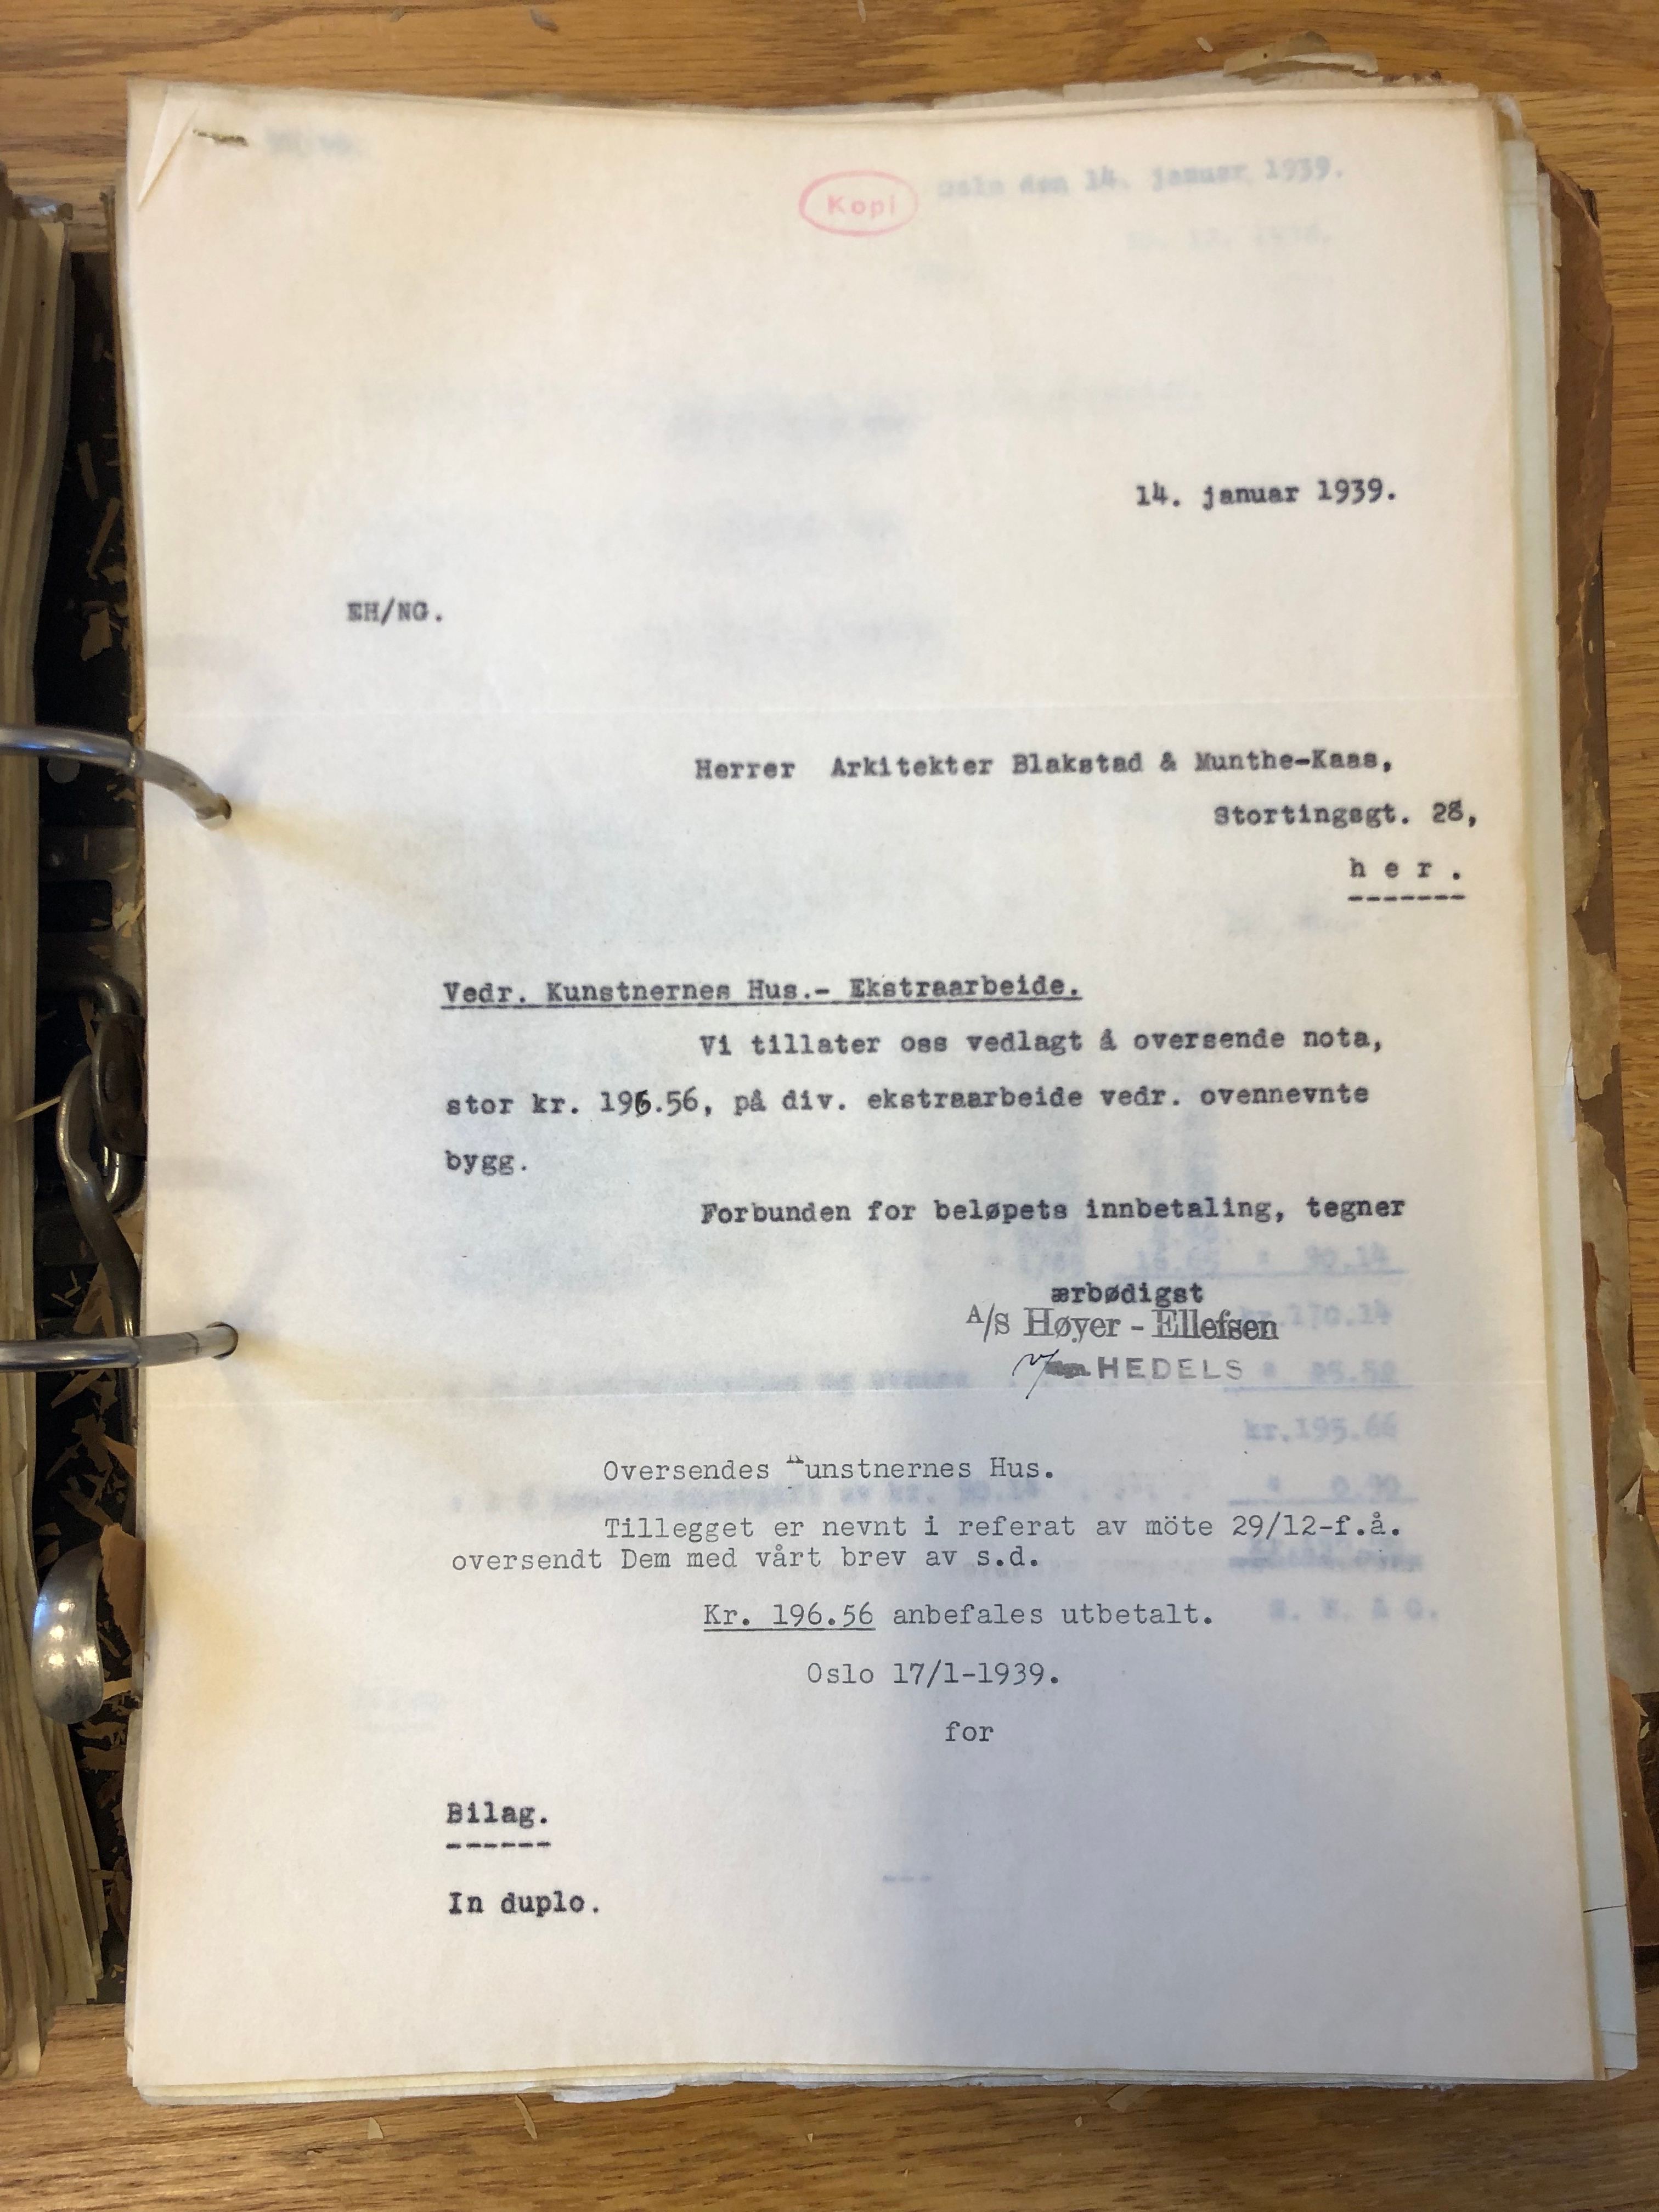 Kopi
14. januar 1939.
EH/NG.
Herrer Arkitekter Blakstad & Munthe-Kaas,
Stortingsgt. 28,
h e r .
-------
Vedr. Kunstnernes Hus.- Ekstraarbeide.
Vi tillater oss vedlagt å oversende nota,
stor kr. 196.56, på div. ekstraarbeide vedr. ovennevnte
bygg.
Forbunden for beløpets innbetaling, tegner
ærbødigst
A/S Høyer - Ellefsen
HEDELS
Oversendes Kunstnernes Hus.
Tillegget er nevnt i referat av möte 29/12-f.å.
oversendt Dem med vårt brev av s.d.
Kr. 196.56 anbefales utbetalt.
Oslo 17/1-1939.
for
Bilag.
------
In duplo.